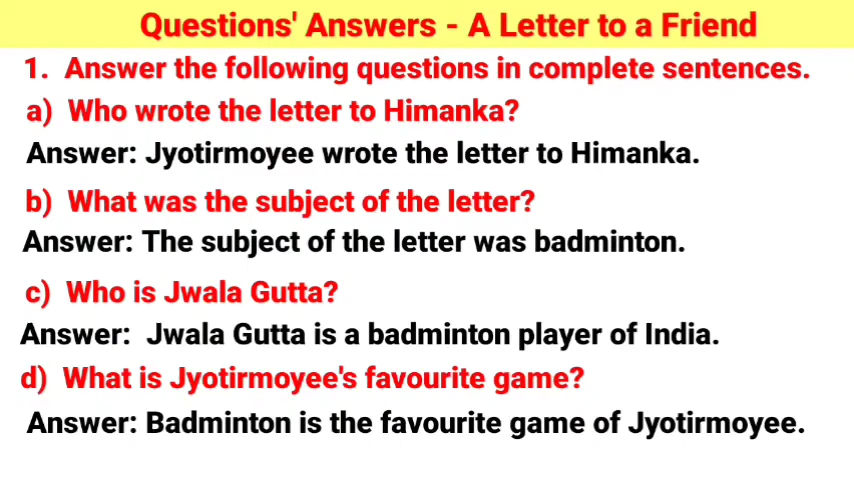 Questions' Answers - A Letter to a Friend
1. Answer the following questions in complete sentences.
a) Who wrote the letter to Himanka?
Answer: Jyotirmoyee wrote the letter to Himanka.
b) What was the subject of the letter?
Answer: The subject of the letter was badminton.
c) Who is Jwala Gutta?
Answer: Jwala Gutta is a badminton player of India.
d) What is Jyotirmoyee's favourite game?
Answer: Badminton is the favourite game of Jyotirmoyee.